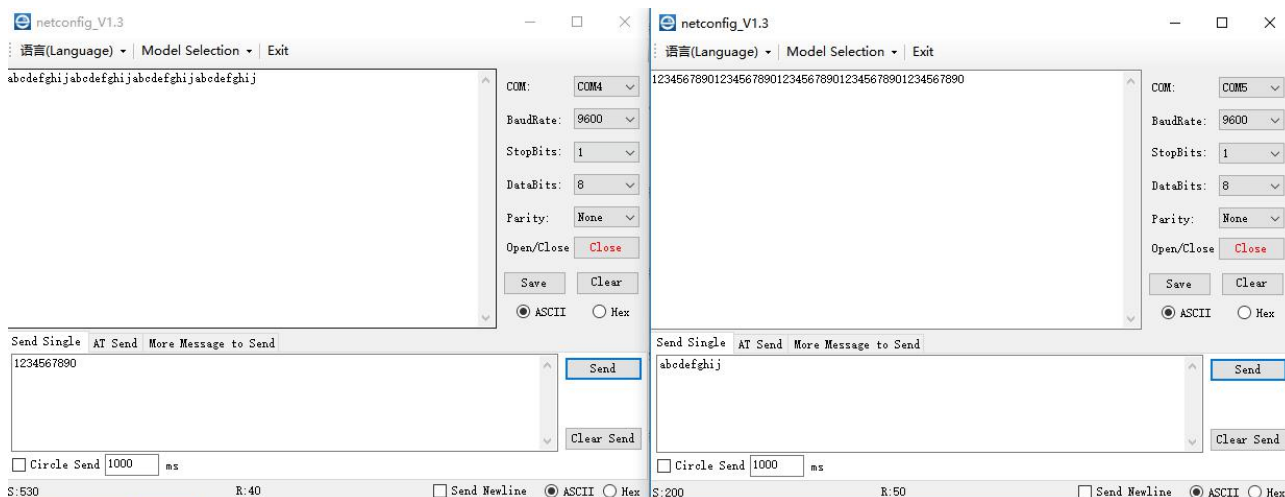 netconfig_V1.3
语言(Language) Model Selection Exit
abcdefghijabcdefghijabcdefghijabcdefghij
COM: COM4
BaudRate: 9600
StopBits: 1
DataBits: 8
Parity: None
Open/Close Close
Save Clear
ASCII Hex
Send Single AT Send More Message to Send
1234567890
Send
Clear Send
Circle Send 1000 ms
S:530 R:40 Send Newline ASCII Hex
netconfig_V1.3
语言(Language) Model Selection Exit
12345678901234567890123456789012345678901234567890
COM: COM5
BaudRate: 9600
StopBits: 1
DataBits: 8
Parity: None
Open/Close Close
Save Clear
ASCII Hex
Send Single AT Send More Message to Send
abcdefghij
Send
Clear Send
Circle Send 1000 ms
S:200 R:50 Send Newline ASCII Hex